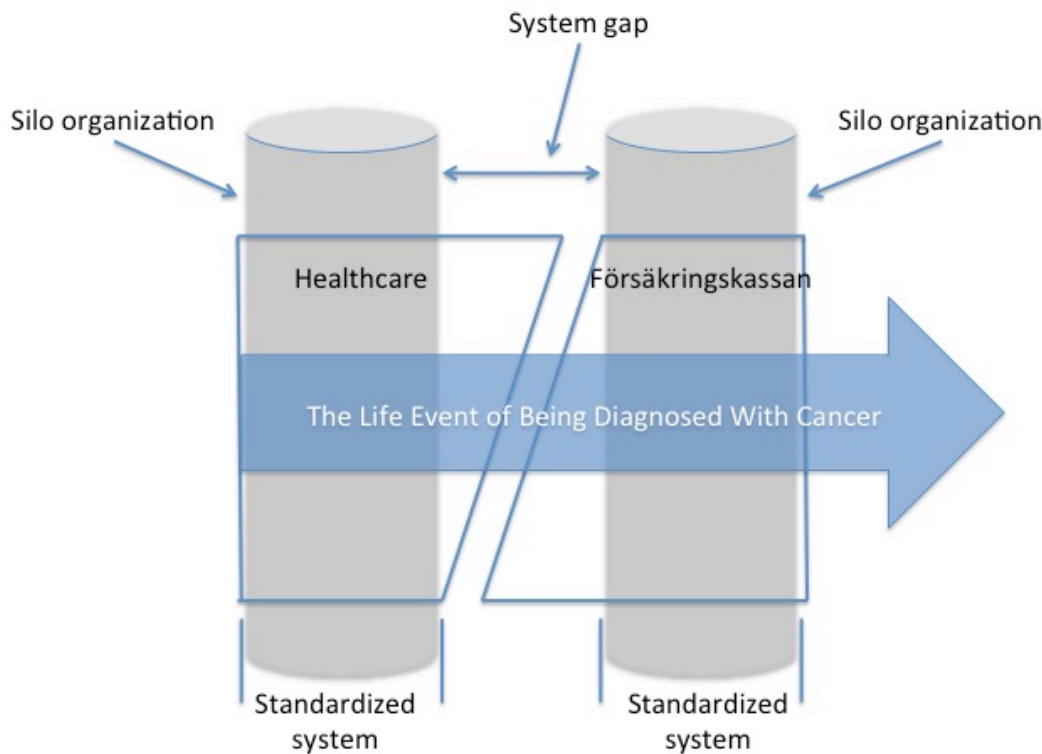 System gap
Silo organization
Silo organization
Healthcare
Försäkringskassan
The Life Event of Being Diagnosed With Cancer
Standardized
system
Standardized
system